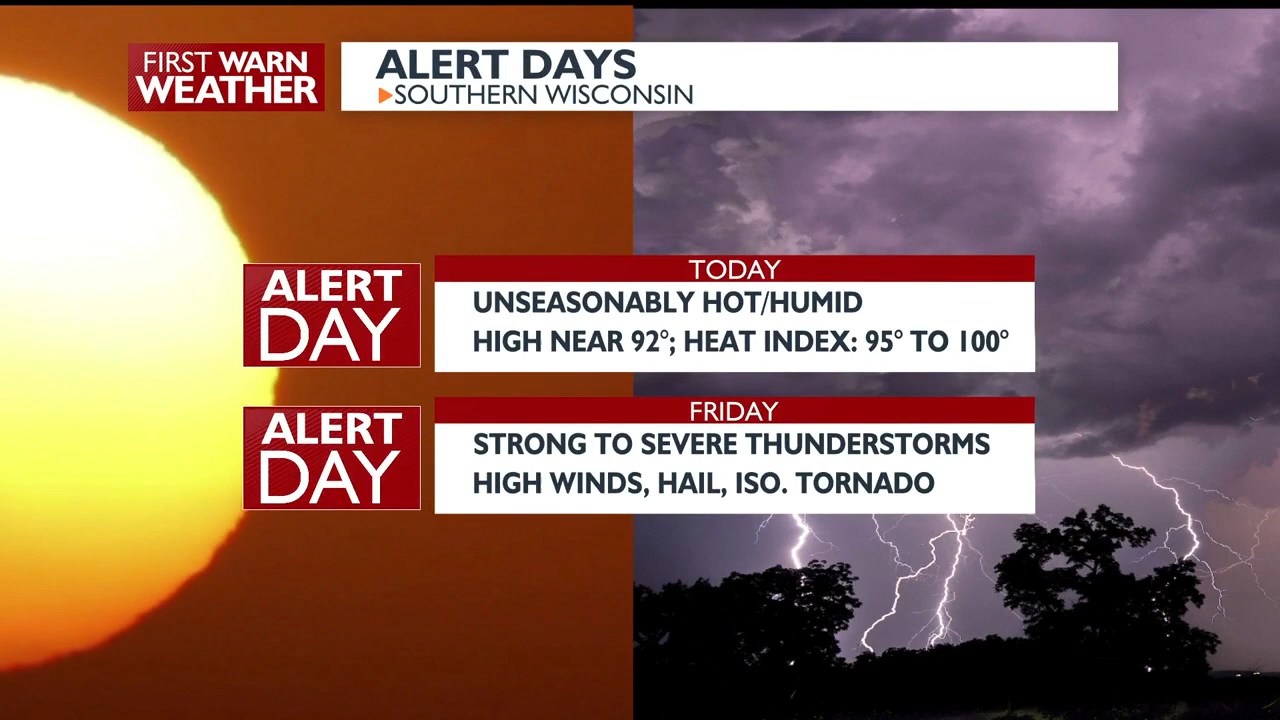 FIRST WARN
WEATHER
ALERT DAYS
SOUTHERN WISCONSIN
ALERT
DAY
TODAY
UNSEASONABLY HOT/HUMID
HIGH NEAR 92°; HEAT INDEX: 95° TO 100°
ALERT
DAY
FRIDAY
STRONG TO SEVERE THUNDERSTORMS
HIGH WINDS, HAIL, ISO. TORNADO